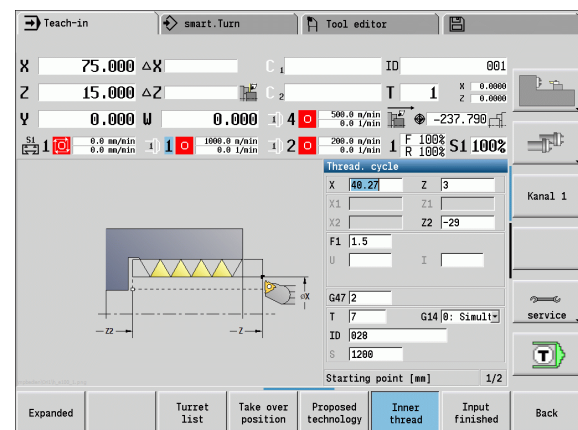 Teach-in smart.Turn Tool editor
X 75.000 ΔX C 1 ID 001
Z 15.000 ΔZ C 2 T 1 X 0.0000 Z 0.0000
Y 0.000 W 0.000 4 500.0 m/min 0.0 1/min -237.790
S1 1 0.0 mm/min 0.0 mm/min 1 1000.0 m/min 0.0 1/min 2 200.0 m/min 0.0 1/min 1 F 100% R 100% S1 100%
Thread. cycle
X 40.27 Z 3
X1 Z1
X2 Z2 -29
F1 1.5
U I
G47 2
T 7 G14 0: Simult
ID 028
S 1200
Starting point [mm] 1/2
øX
Z2
Z
Kanal 1
service
T
Expanded
Turret list
Take over position
Proposed technology
Inner thread
Input finished
Back